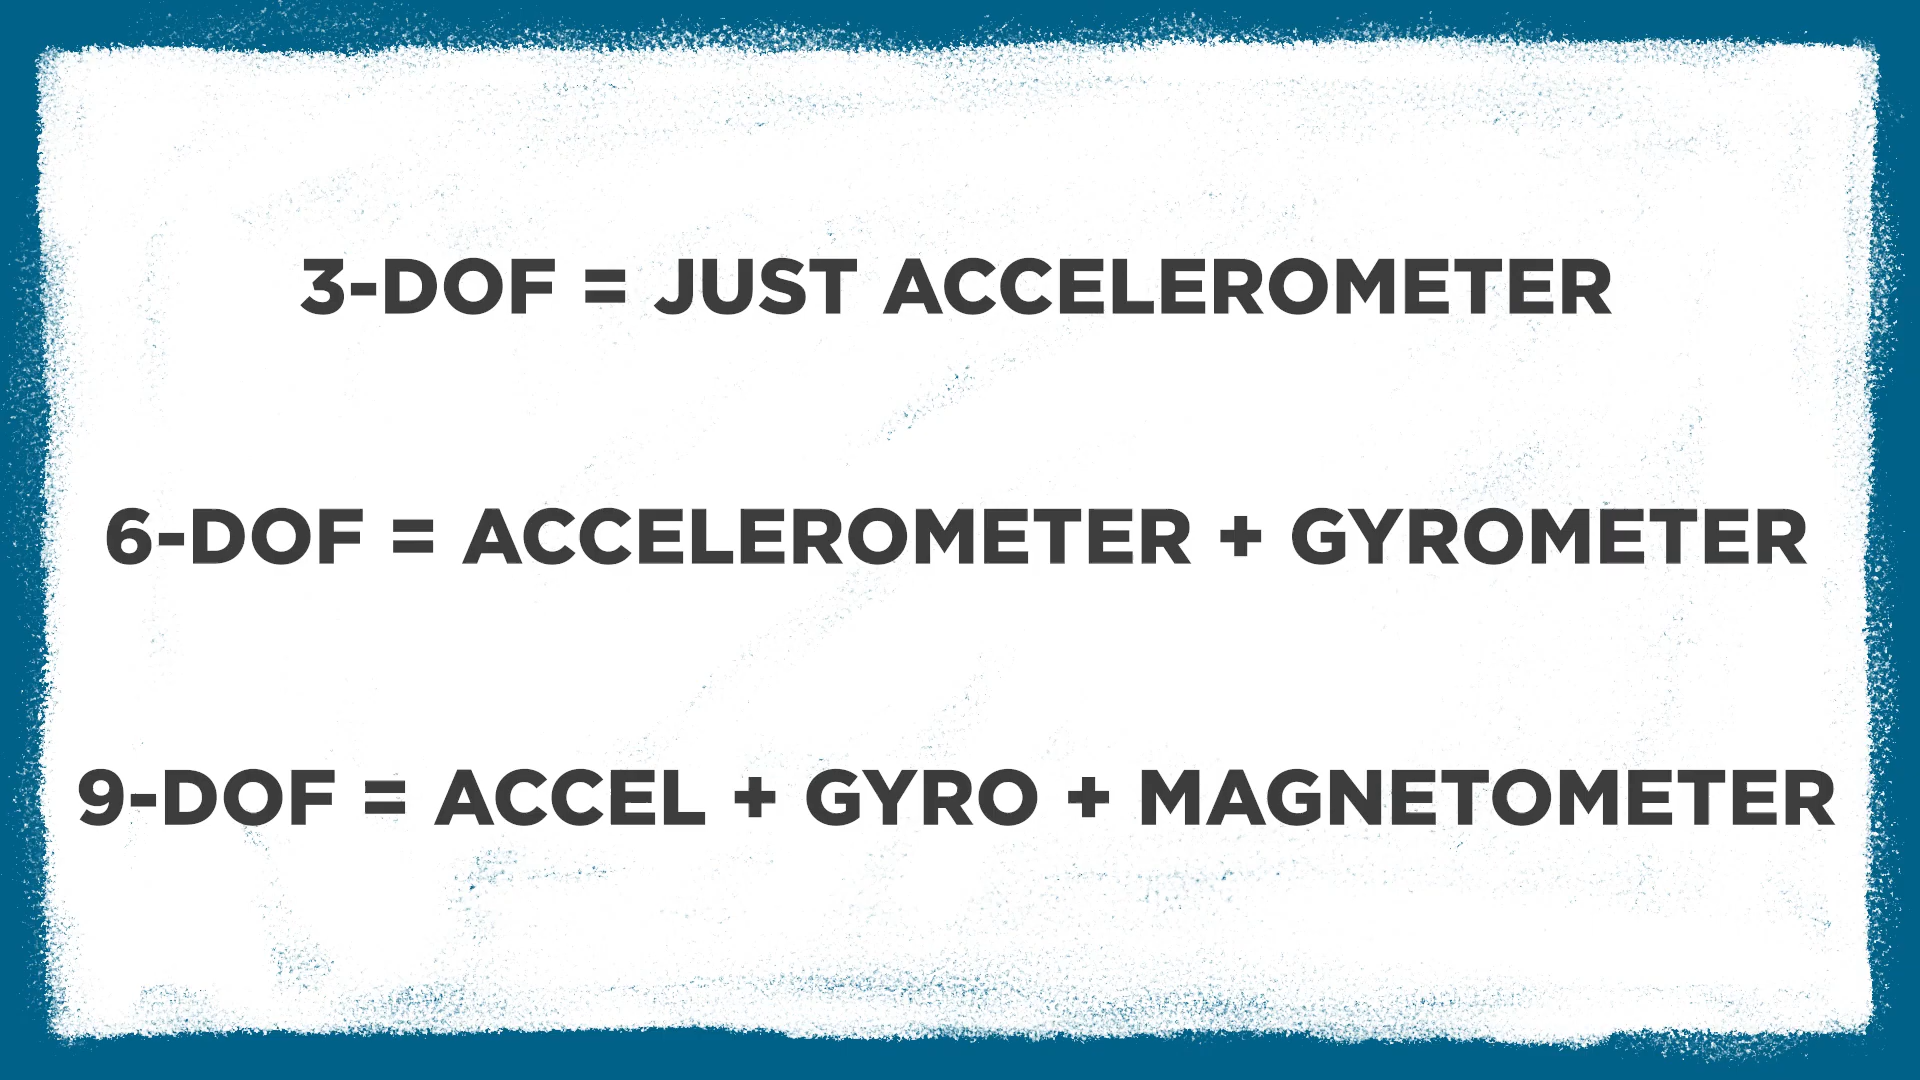 3-DOF = JUST ACCELEROMETER
6-DOF = ACCELEROMETER + GYROMETER
9-DOF = ACCEL + GYRO + MAGNETOMETER